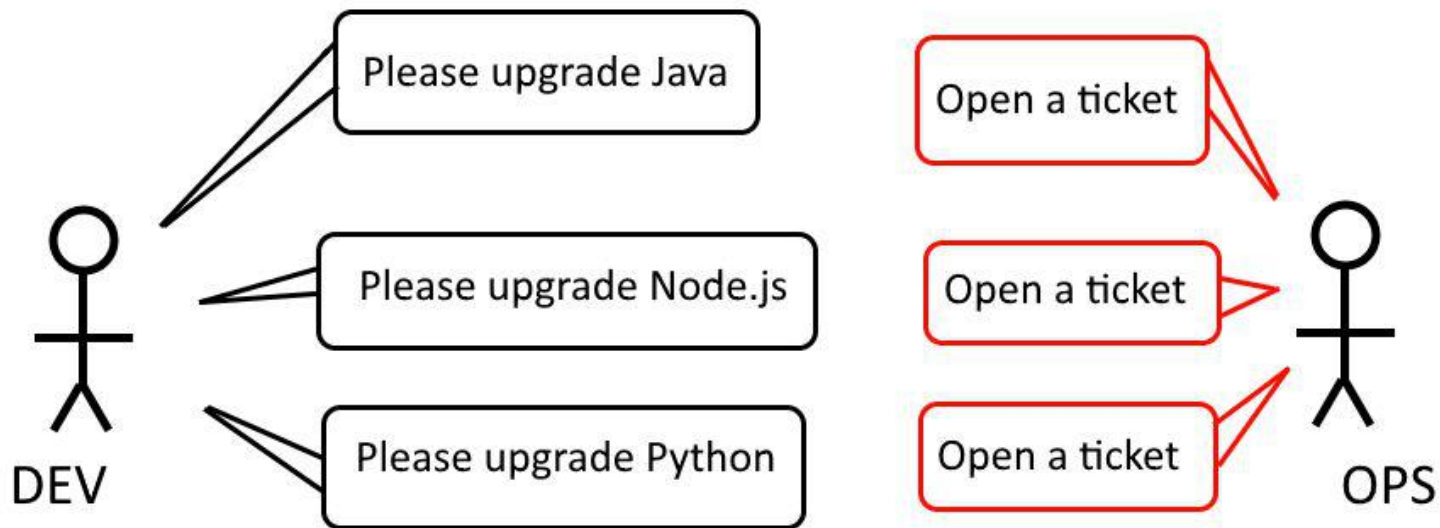 Please upgrade Java
Open a ticket
Please upgrade Node.js
Open a ticket
Please upgrade Python
Open a ticket
DEV
OPS